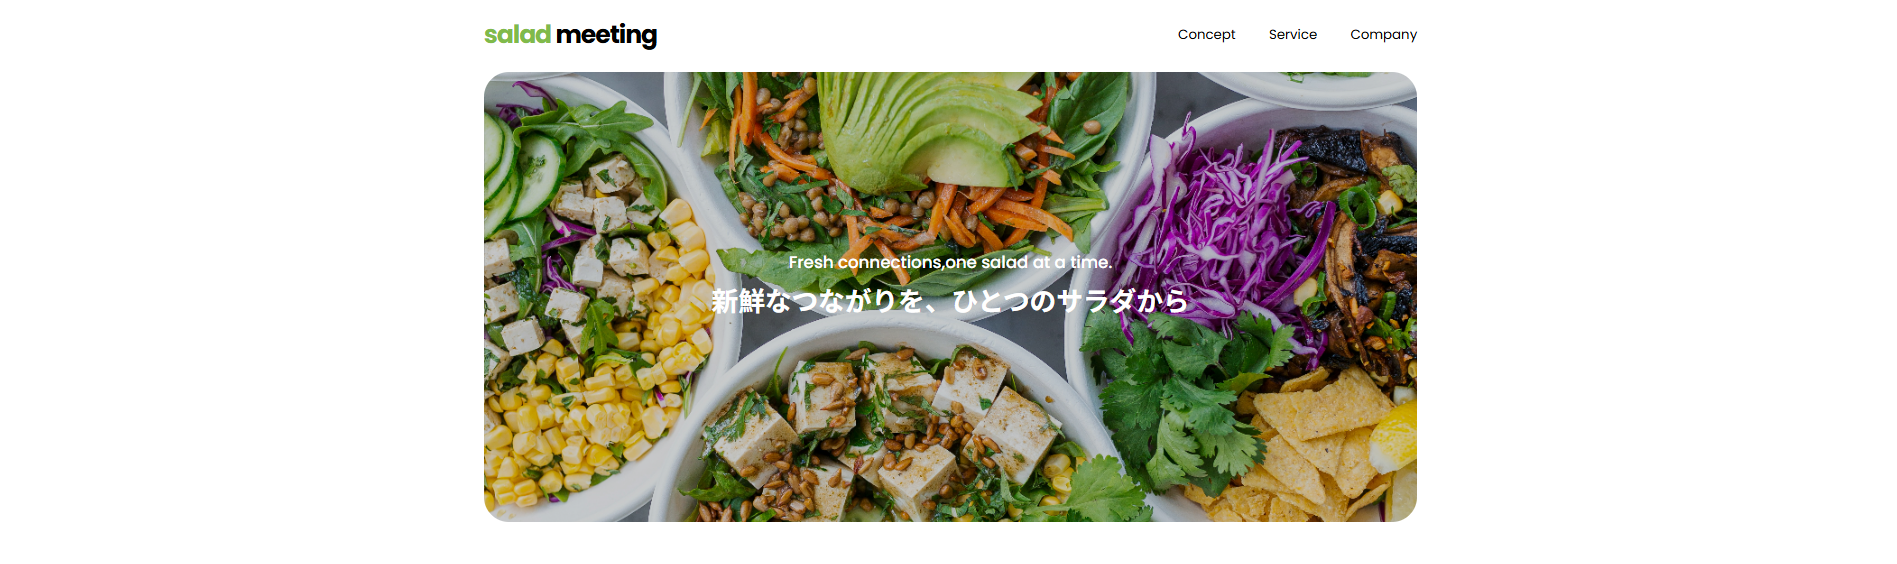 salad meeting
Concept Service Company
Fresh connections,one salad at a time.
新鮮なつながりを、ひとつのサラダから